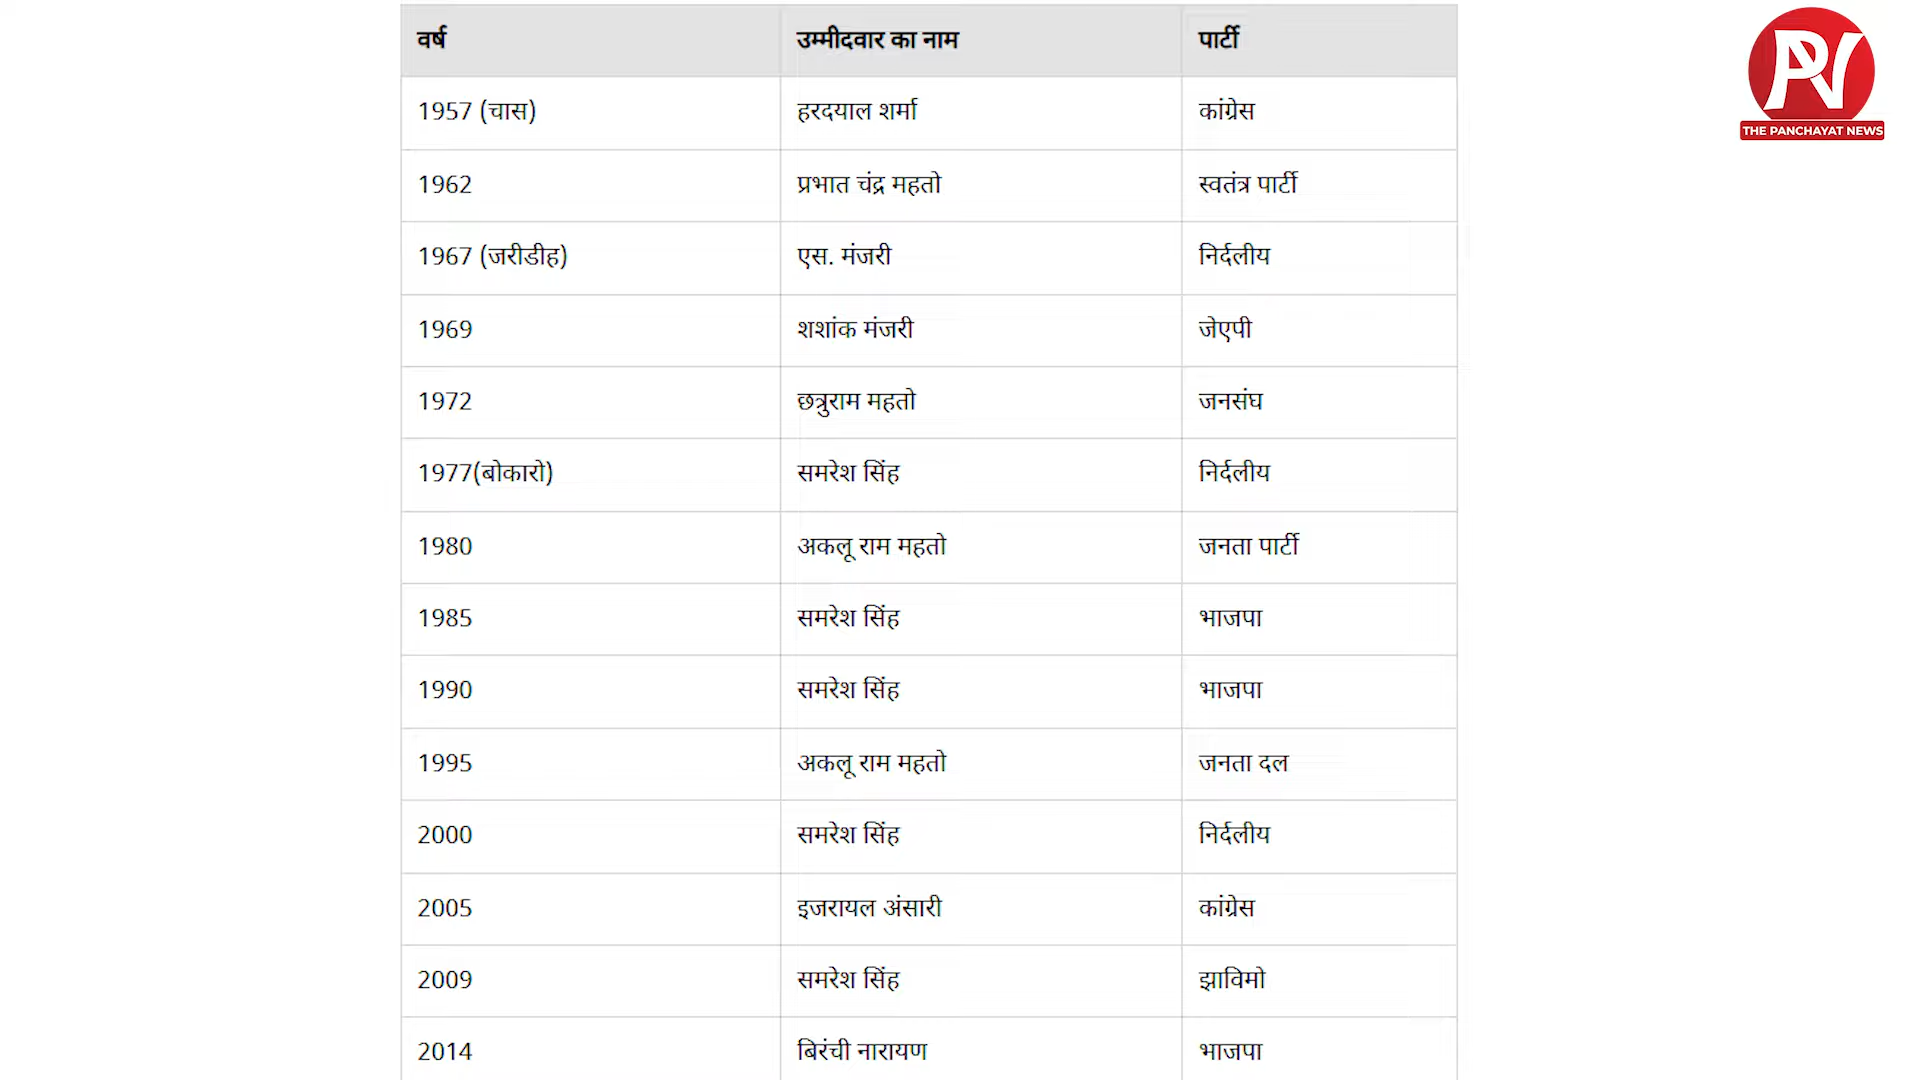 वर्ष उम्मीदवार का नाम पार्टी
1957 (चास) हरदयाल शर्मा कांग्रेस
1962 प्रभात चंद्र महतो स्वतंत्र पार्टी
1967 (जरीडीह) एस. मंजरी निर्दलीय
1969 शशांक मंजरी जेएपी
1972 छत्रुराम महतो जनसंघ
1977(बोकारो) समरेश सिंह निर्दलीय
1980 अकलू राम महतो जनता पार्टी
1985 समरेश सिंह भाजपा
1990 समरेश सिंह भाजपा
1995 अकलू राम महतो जनता दल
2000 समरेश सिंह निर्दलीय
2005 इजरायल अंसारी कांग्रेस
2009 समरेश सिंह झाविमो
2014 बिरंची नारायण भाजपा
PN
THE PANCHAYAT NEWS